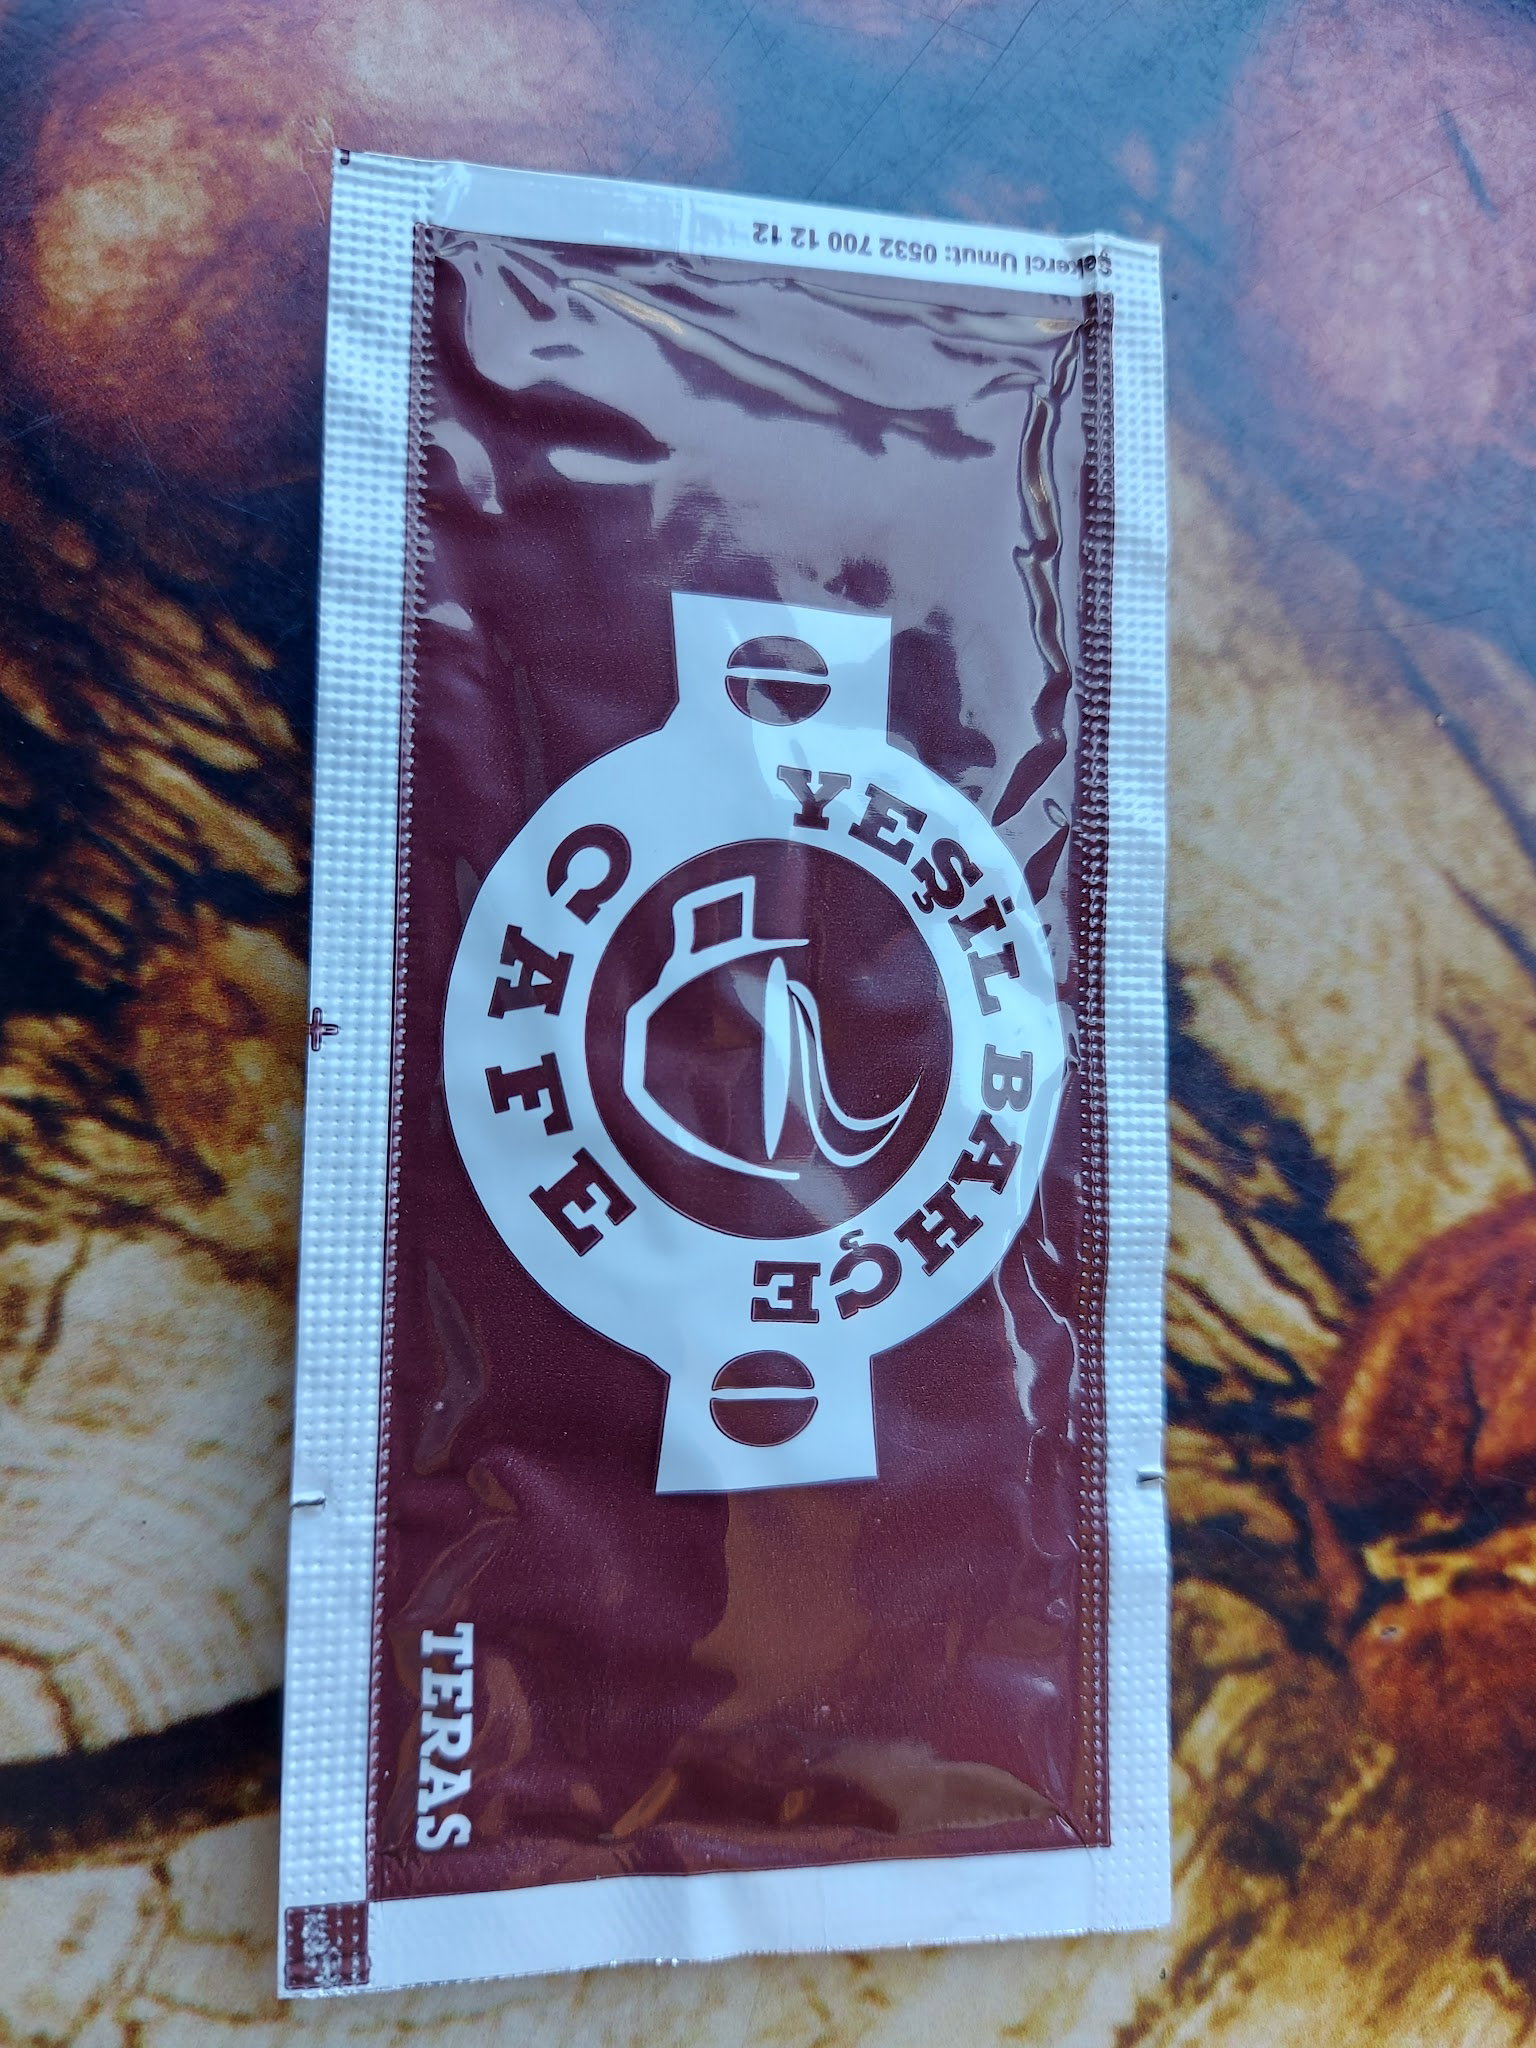 YEŞİL BAHÇE
CAFE
TERAS
Şekerci Umut: 0532 700 12 12